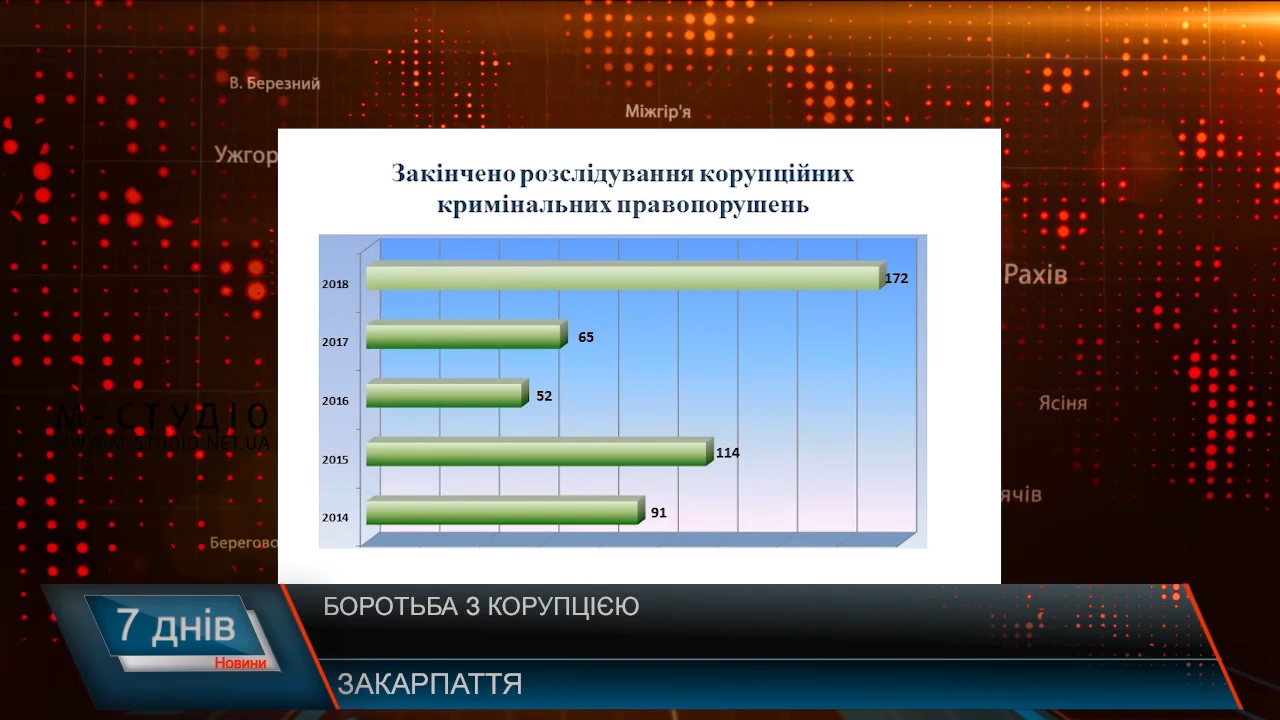 В. Березний
Міжгір'я
Ужгор
Закінчено розслідування корупційних
кримінальних правопорушень
2018
172
Рахів
2017
65
2016
52
Ясіня
М-СТУДІО
WWW.M-STUDIO.NET.UA
2015
114
ячів
2014
91
Берегово
7 днів
Новини
БОРОТЬБА З КОРУПЦІЄЮ
ЗАКАРПАТТЯ